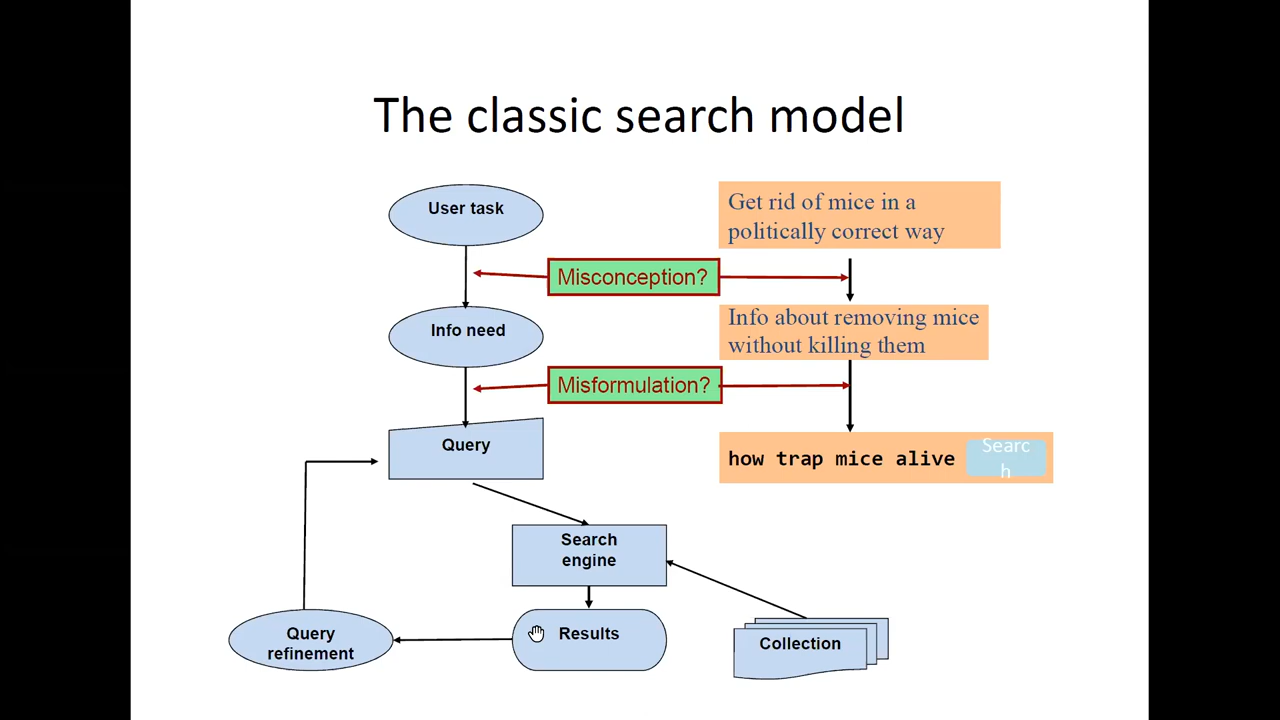 The classic search model
User task
Get rid of mice in a
politically correct way
Misconception?
Info need
Info about removing mice
without killing them
Misformulation?
Query
how trap mice alive
Searc
h
Search
engine
Results
Query
refinement
Collection